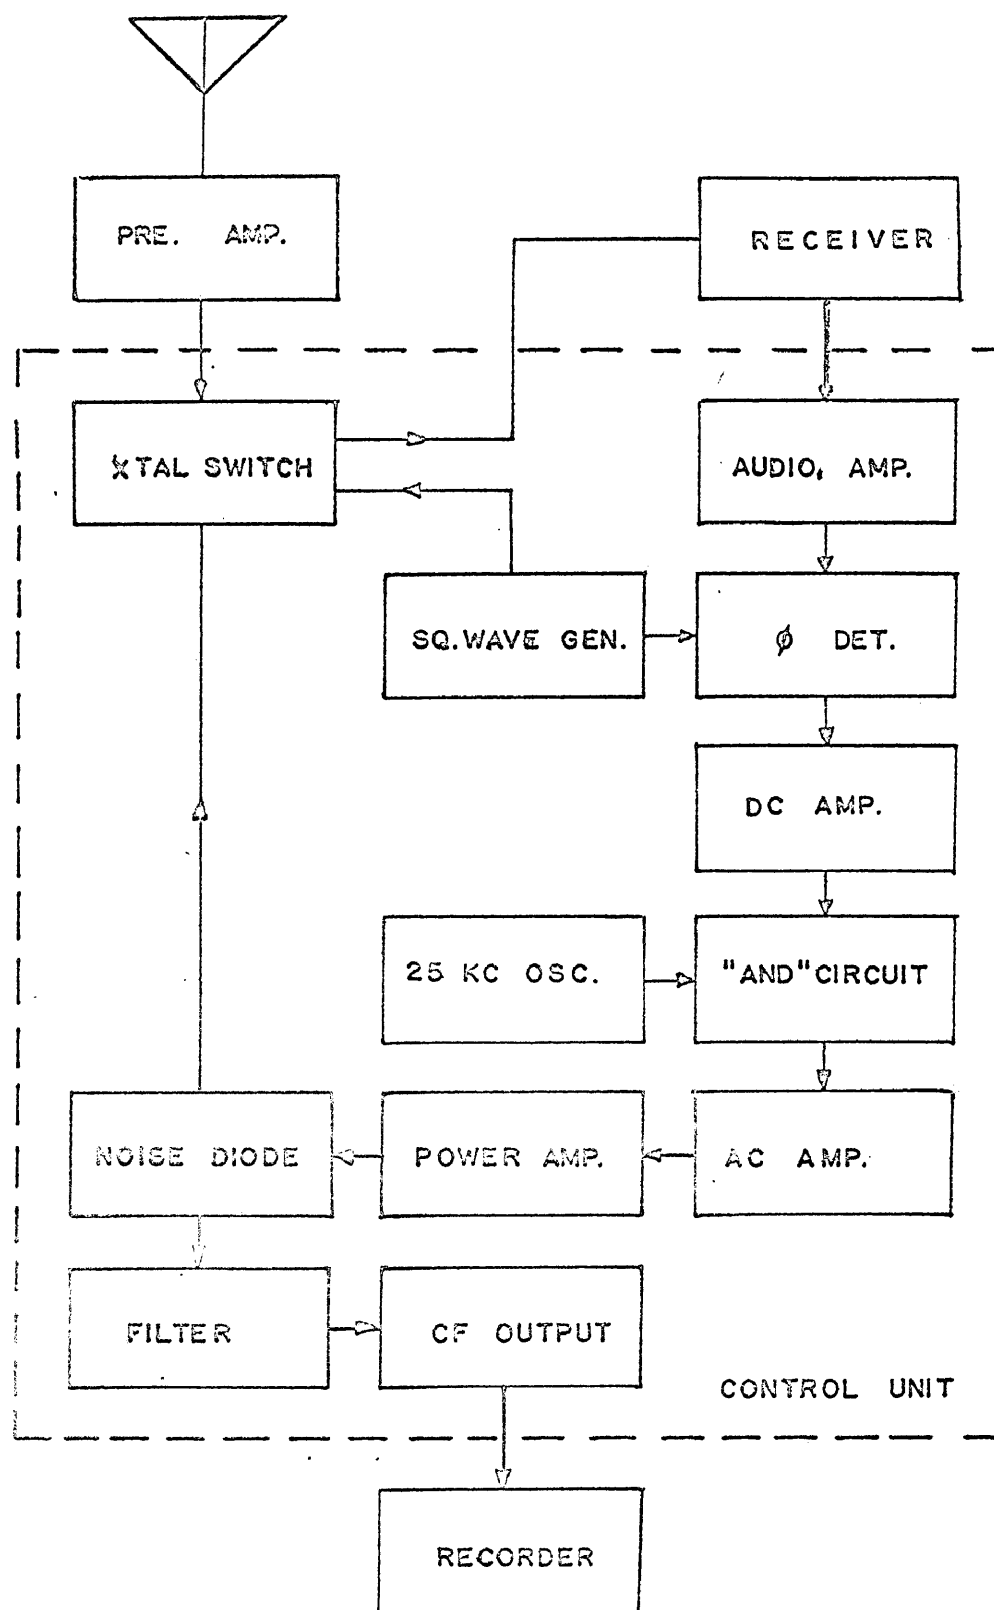 PRE. AMP.
RECEIVER
XTAL SWITCH
AUDIO. AMP.
SQ. WAVE GEN.
φ DET.
DC AMP.
25 KC OSC.
"AND" CIRCUIT
NOISE DIODE
POWER AMP.
AC AMP.
FILTER
CF OUTPUT
CONTROL UNIT
RECORDER